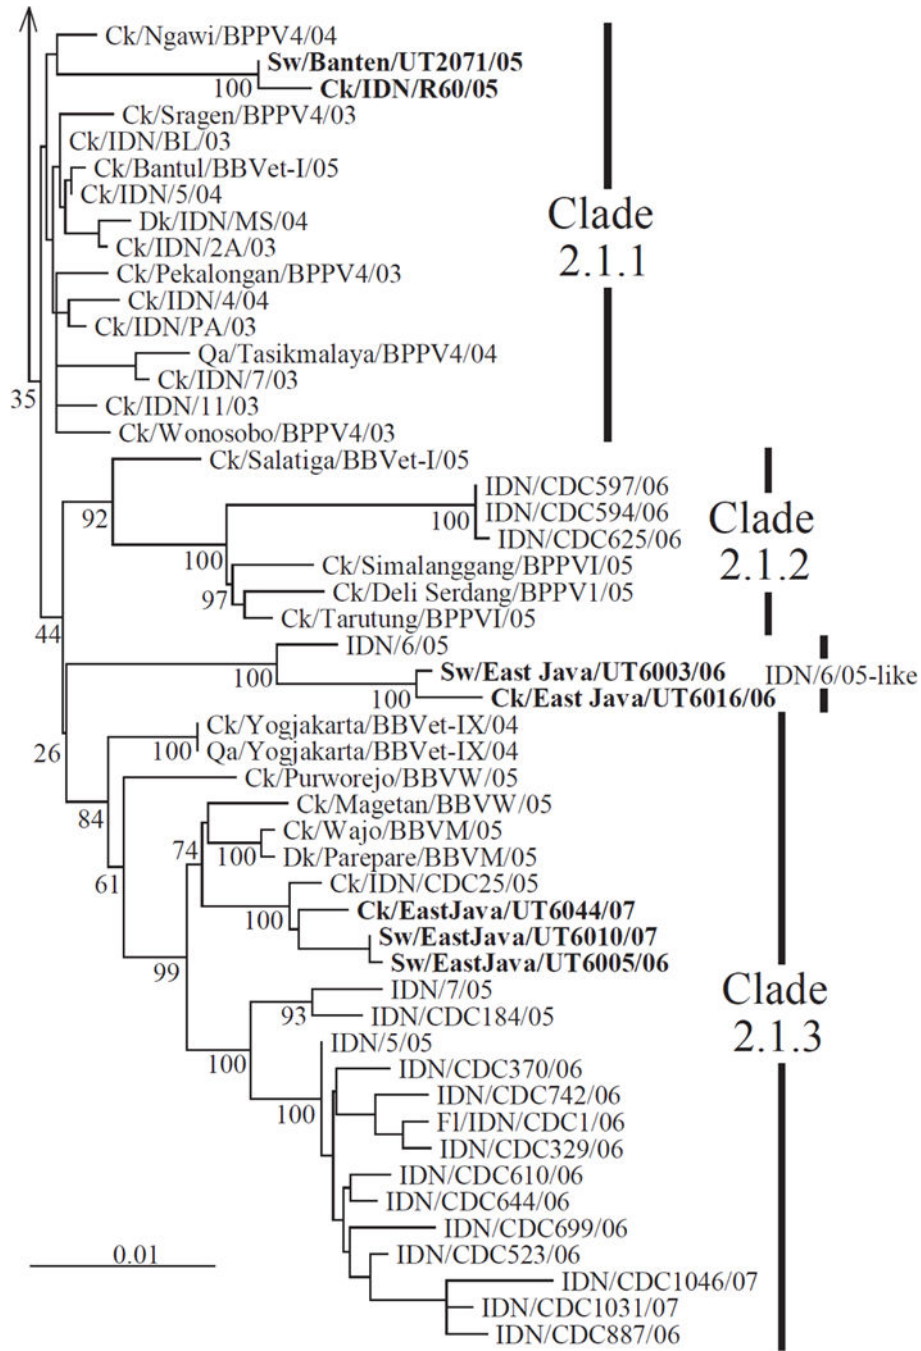 Ck/Ngawi/BPPV4/04
Sw/Banten/UT2071/05
100
Ck/IDN/R60/05
Ck/Sragen/BPPV4/03
Ck/IDN/BL/03
Ck/Bantul/BBVet-I/05
Ck/IDN/5/04
Dk/IDN/MS/04
Ck/IDN/2A/03
Clade
2.1.1
Ck/Pekalongan/BPPV4/03
Ck/IDN/4/04
Ck/IDN/PA/03
Qa/Tasikmalaya/BPPV4/04
Ck/IDN/7/03
35
Ck/IDN/11/03
Ck/Wonosobo/BPPV4/03
Ck/Salatiga/BBVet-I/05
IDN/CDC597/06
92
100
IDN/CDC594/06
IDN/CDC625/06
Clade
2.1.2
100
Ck/Simalanggang/BPPVI/05
97
Ck/Deli Serdang/BPPV1/05
Ck/Tarutung/BPPVI/05
44
IDN/6/05
100
Sw/East Java/UT6003/06
IDN/6/05-like
100
Ck/East Java/UT6016/06
Ck/Yogjakarta/BBVet-IX/04
26
100
Qa/Yogjakarta/BBVet-IX/04
Ck/Purworejo/BBVW/05
84
Ck/Magetan/BBVW/05
Ck/Wajo/BBVM/05
74
100
Dk/Parepare/BBVM/05
61
Ck/IDN/CDC25/05
100
Ck/EastJava/UT6044/07
Sw/EastJava/UT6010/07
99
Sw/EastJava/UT6005/06
IDN/7/05
93
IDN/CDC184/05
Clade
2.1.3
IDN/5/05
100
IDN/CDC370/06
IDN/CDC742/06
100
Fl/IDN/CDC1/06
IDN/CDC329/06
IDN/CDC610/06
IDN/CDC644/06
IDN/CDC699/06
0.01
IDN/CDC523/06
IDN/CDC1046/07
IDN/CDC1031/07
IDN/CDC887/06